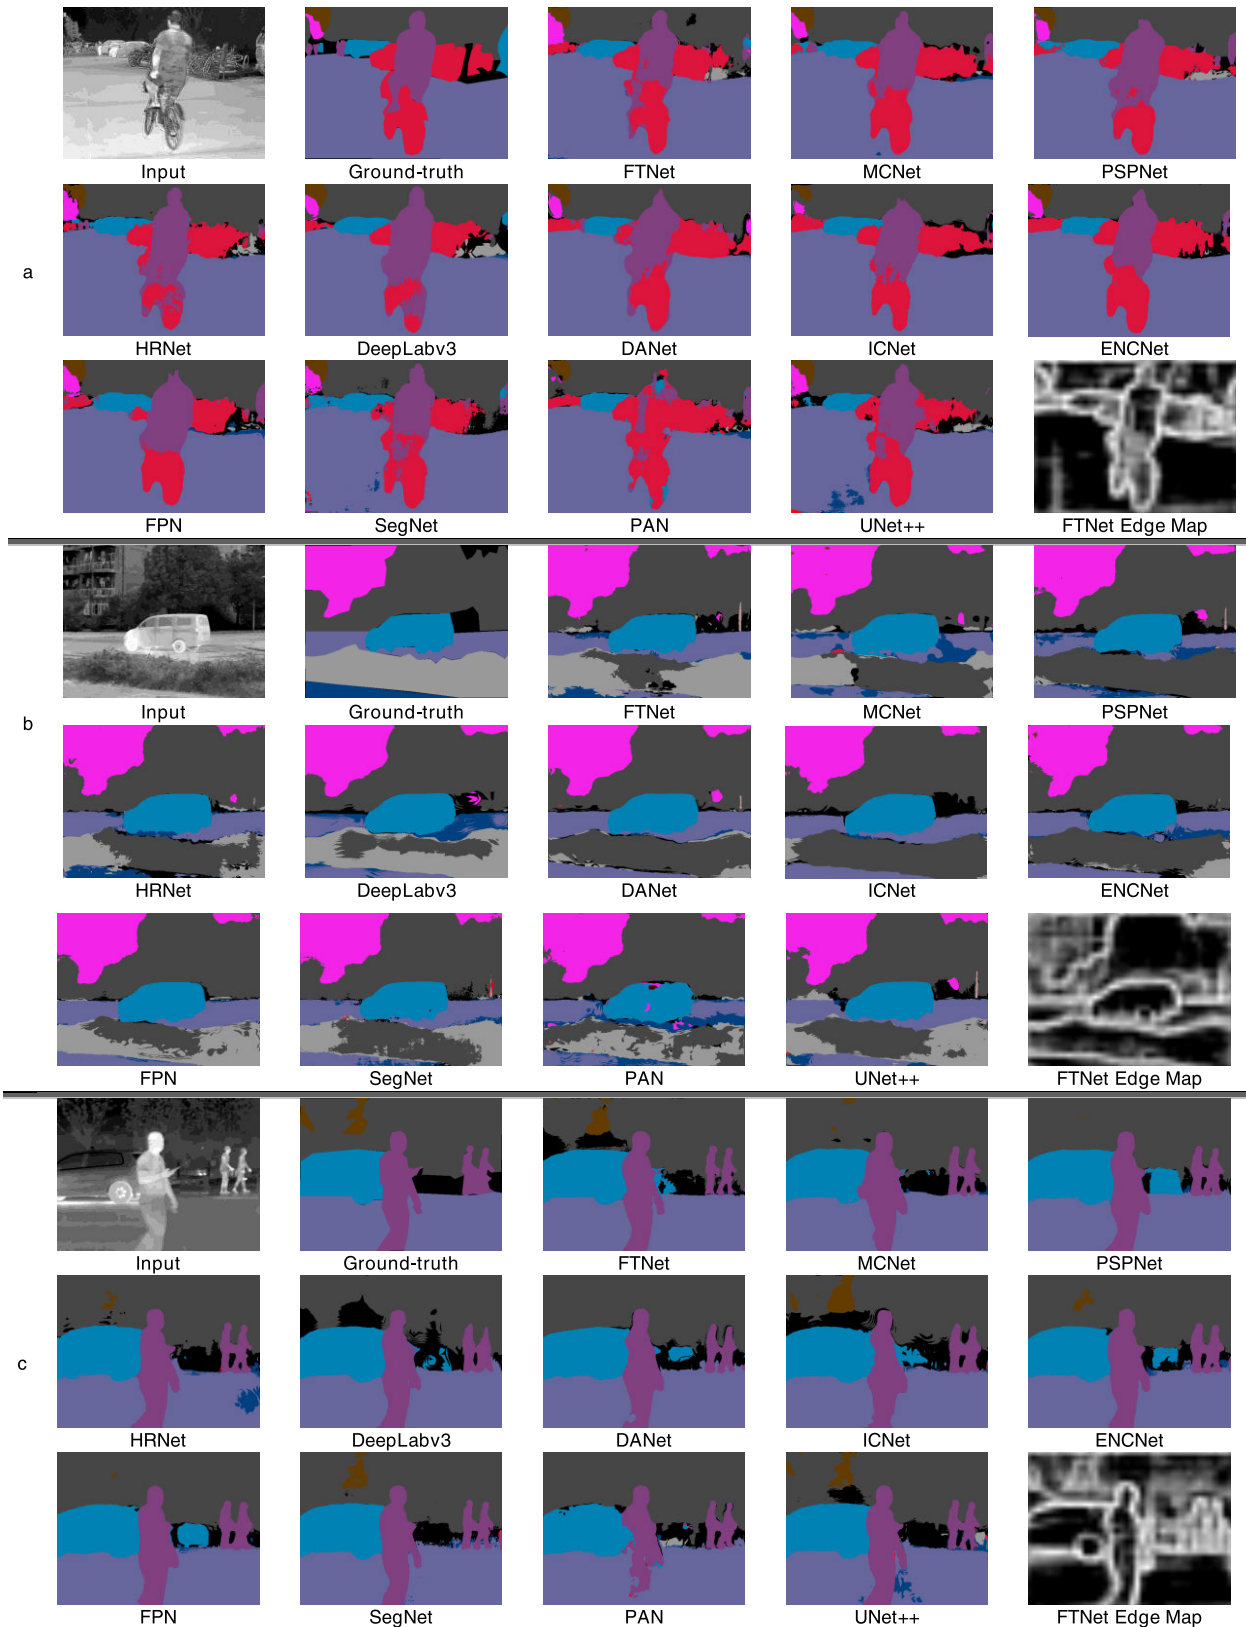 Input Ground-truth FTNet MCNet PSPNet
a
HRNet DeepLabv3 DANet ICNet ENCNet
FPN SegNet PAN UNet++ FTNet Edge Map
Input Ground-truth FTNet MCNet PSPNet
b
HRNet DeepLabv3 DANet ICNet ENCNet
FPN SegNet PAN UNet++ FTNet Edge Map
Input Ground-truth FTNet MCNet PSPNet
c
HRNet DeepLabv3 DANet ICNet ENCNet
FPN SegNet PAN UNet++ FTNet Edge Map